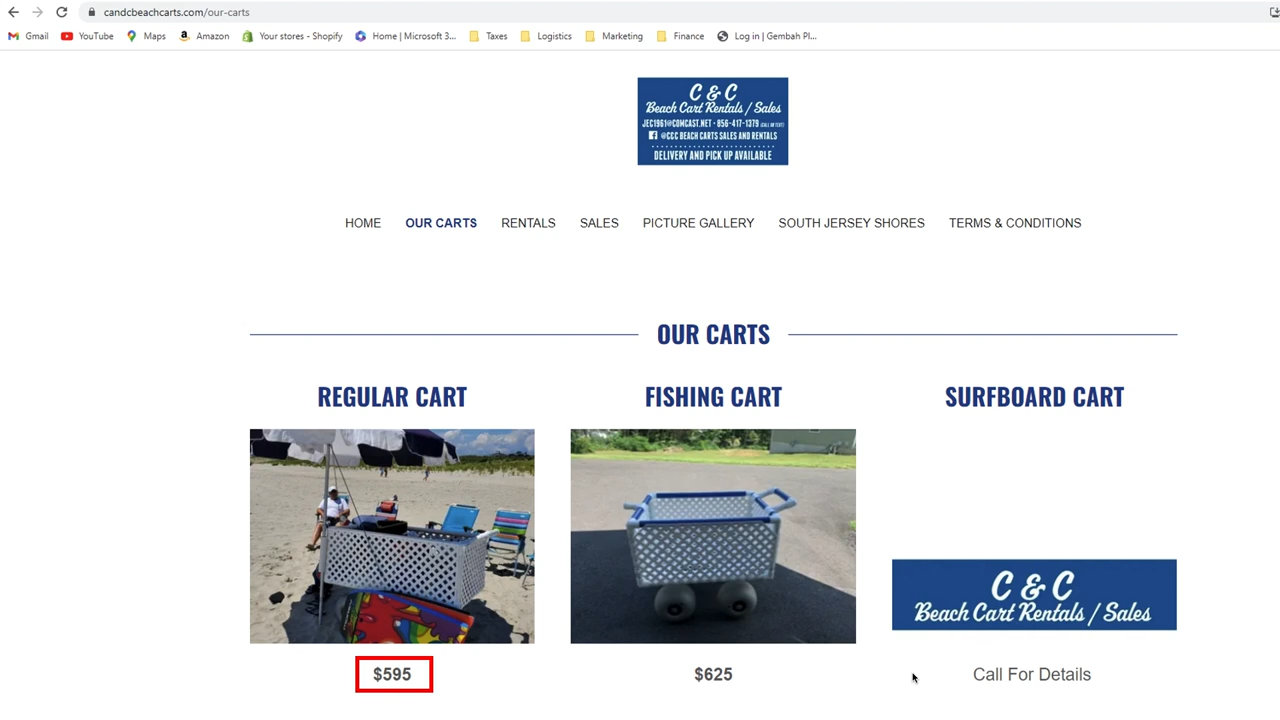 candcbeachcarts.com/our-carts
Gmail YouTube Maps Amazon Your stores - Shopify Home | Microsoft 3... Taxes Logistics Marketing Finance Log in | Gembah Pl...
C & C
Beach Cart Rentals / Sales
JEC1961@COMCAST.NET • 856-417-1379 (CALL OR TEXT)
@C&C BEACH CARTS SALES AND RENTALS
DELIVERY AND PICK UP AVAILABLE
HOME OUR CARTS RENTALS SALES PICTURE GALLERY SOUTH JERSEY SHORES TERMS & CONDITIONS
OUR CARTS
REGULAR CART FISHING CART SURFBOARD CART
C & C
Beach Cart Rentals / Sales
$595 $625 Call For Details